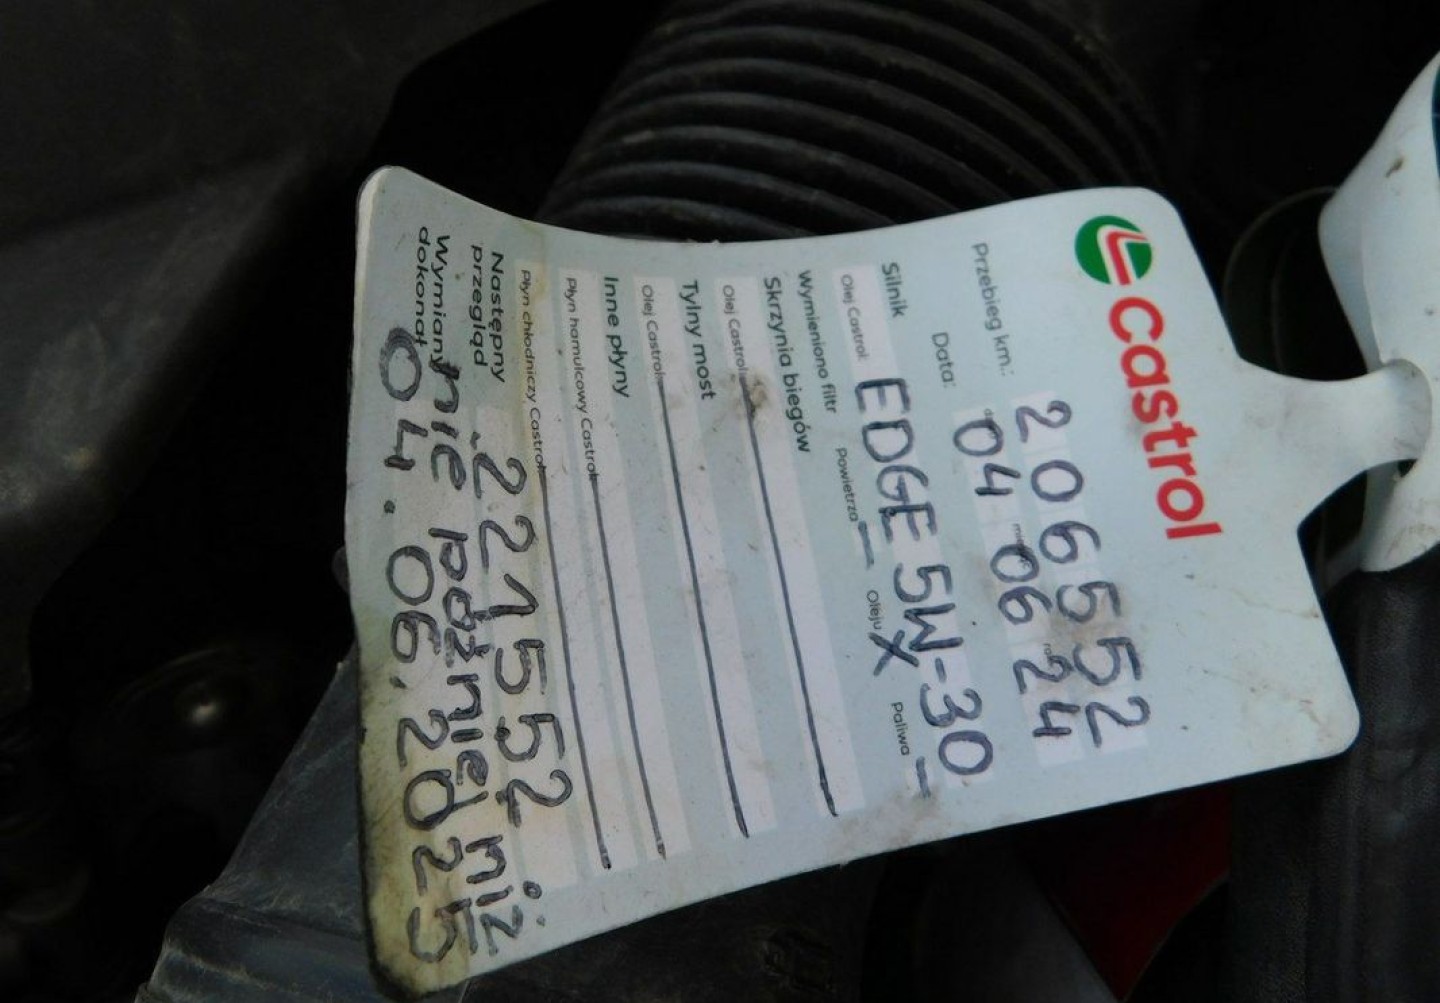 Castrol
Przebieg km.: 206552
Data: 04 06 24
Silnik
Olej Castrol: EDGE 5W-30
Wymieniono filtr Powietrza — Oleju X Paliwa —
Skrzynia biegów
Olej Castrol:
Tylny most
Olej Castrol:
Inne płyny
Płyn hamulcowy Castrol:
Płyn chłodniczy Castrol:
Następny przegląd 221552
Wymiany dokonał nie później niż
04.06.2025